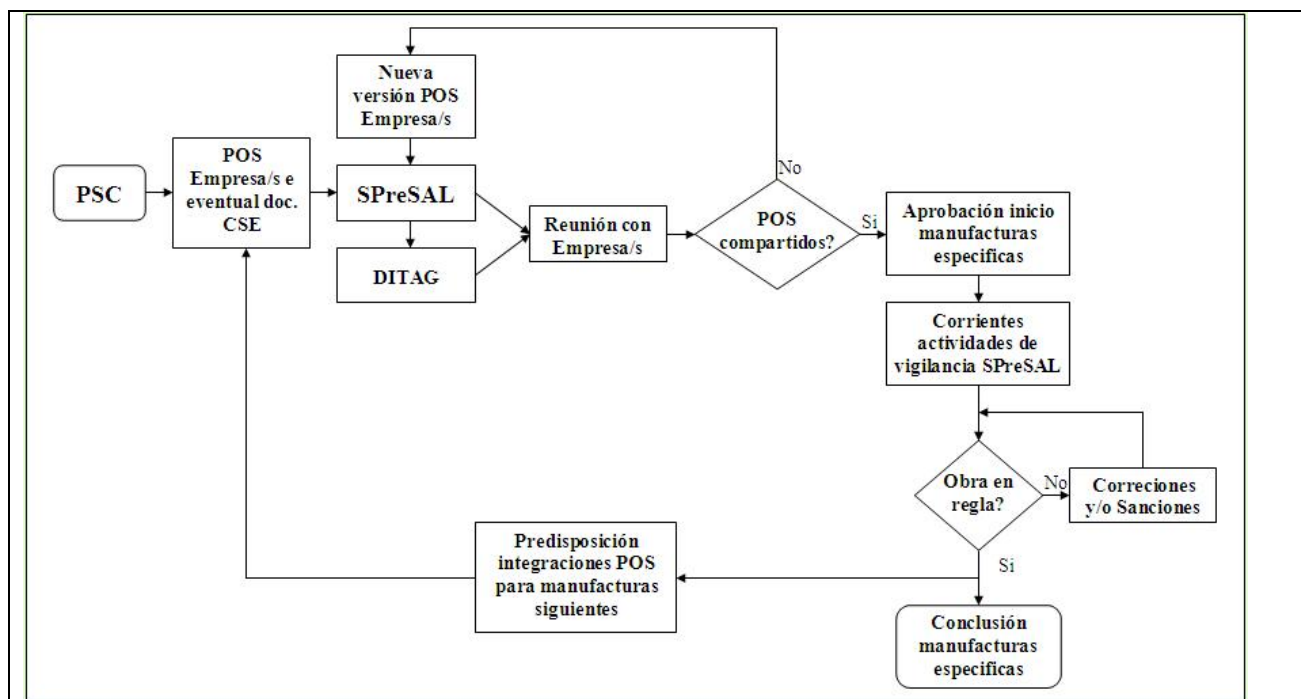 Nueva
versión POS
Empresa/s
No
PSC
POS
Empresa/s e
eventual doc.
CSE
SPreSAL
DITAG
Reunión con
Empresa/s
POS
compartidos?
Si
Aprobación inicio
manufacturas
especificas
Corrientes
actividades de
vigilancia SPreSAL
Obra en
regla?
No
Correciones
y/o Sanciones
Si
Predisposición
integraciones POS
para manufacturas
siguientes
Conclusión
manufacturas
especificas